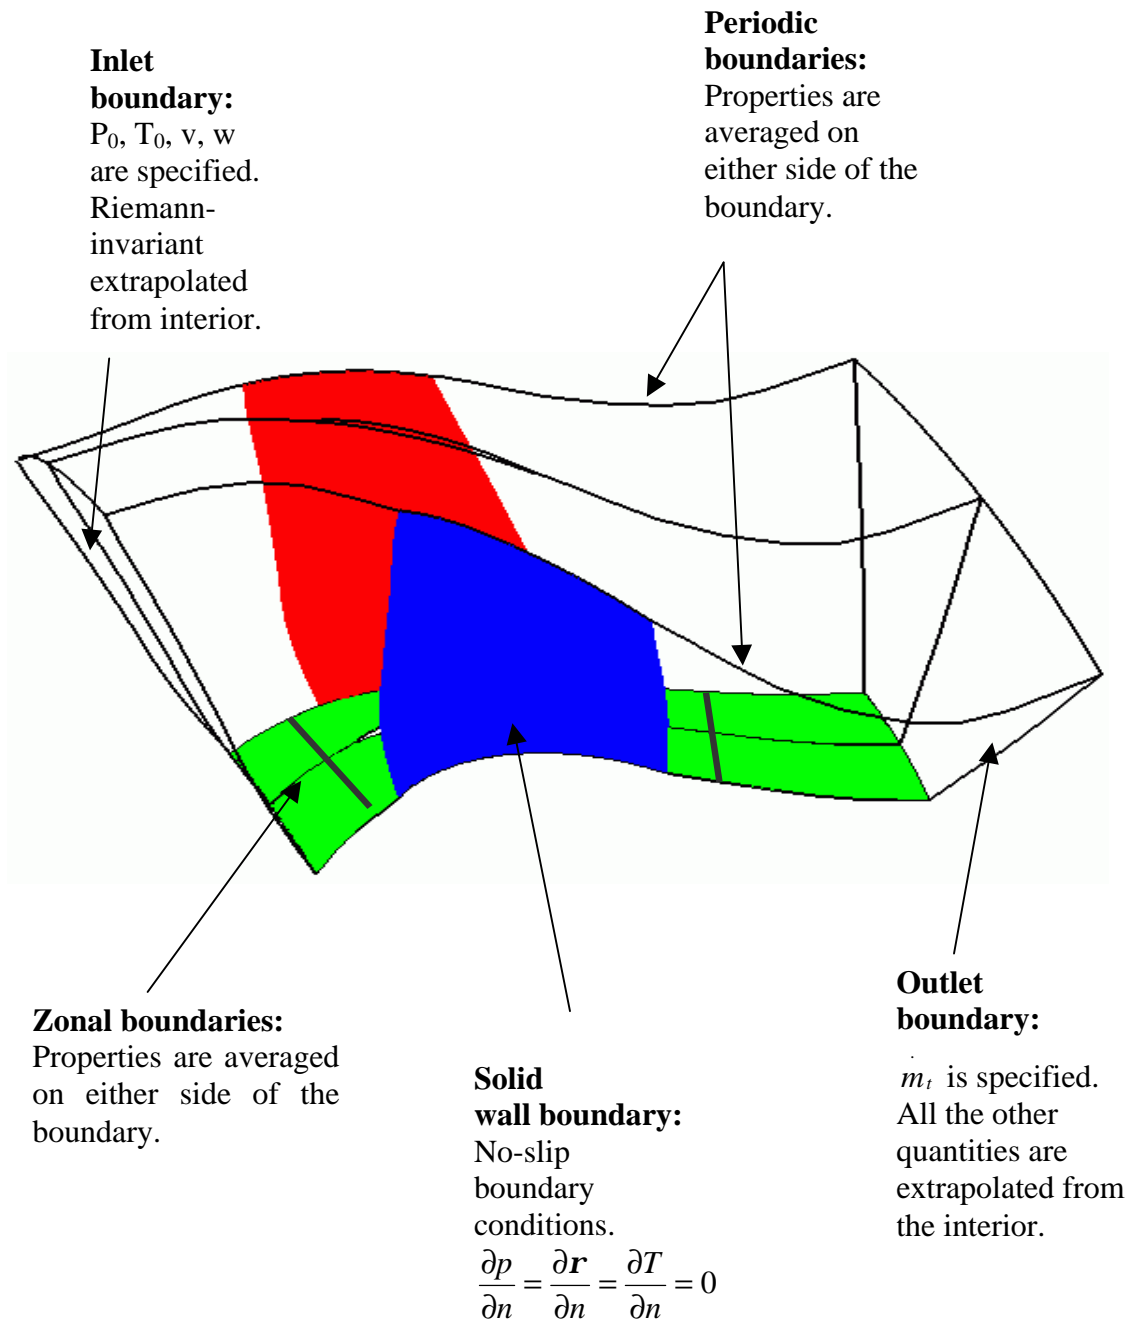 Inlet
boundary:
P₀, T₀, v, w
are specified.
Riemann-
invariant
extrapolated
from interior.
Periodic
boundaries:
Properties are
averaged on
either side of the
boundary.
Zonal boundaries:
Properties are averaged
on either side of the
boundary.
Solid
wall boundary:
No-slip
boundary
conditions.
∂p/∂n = ∂r/∂n = ∂T/∂n = 0
Outlet
boundary:
ṁₜ is specified.
All the other
quantities are
extrapolated from
the interior.